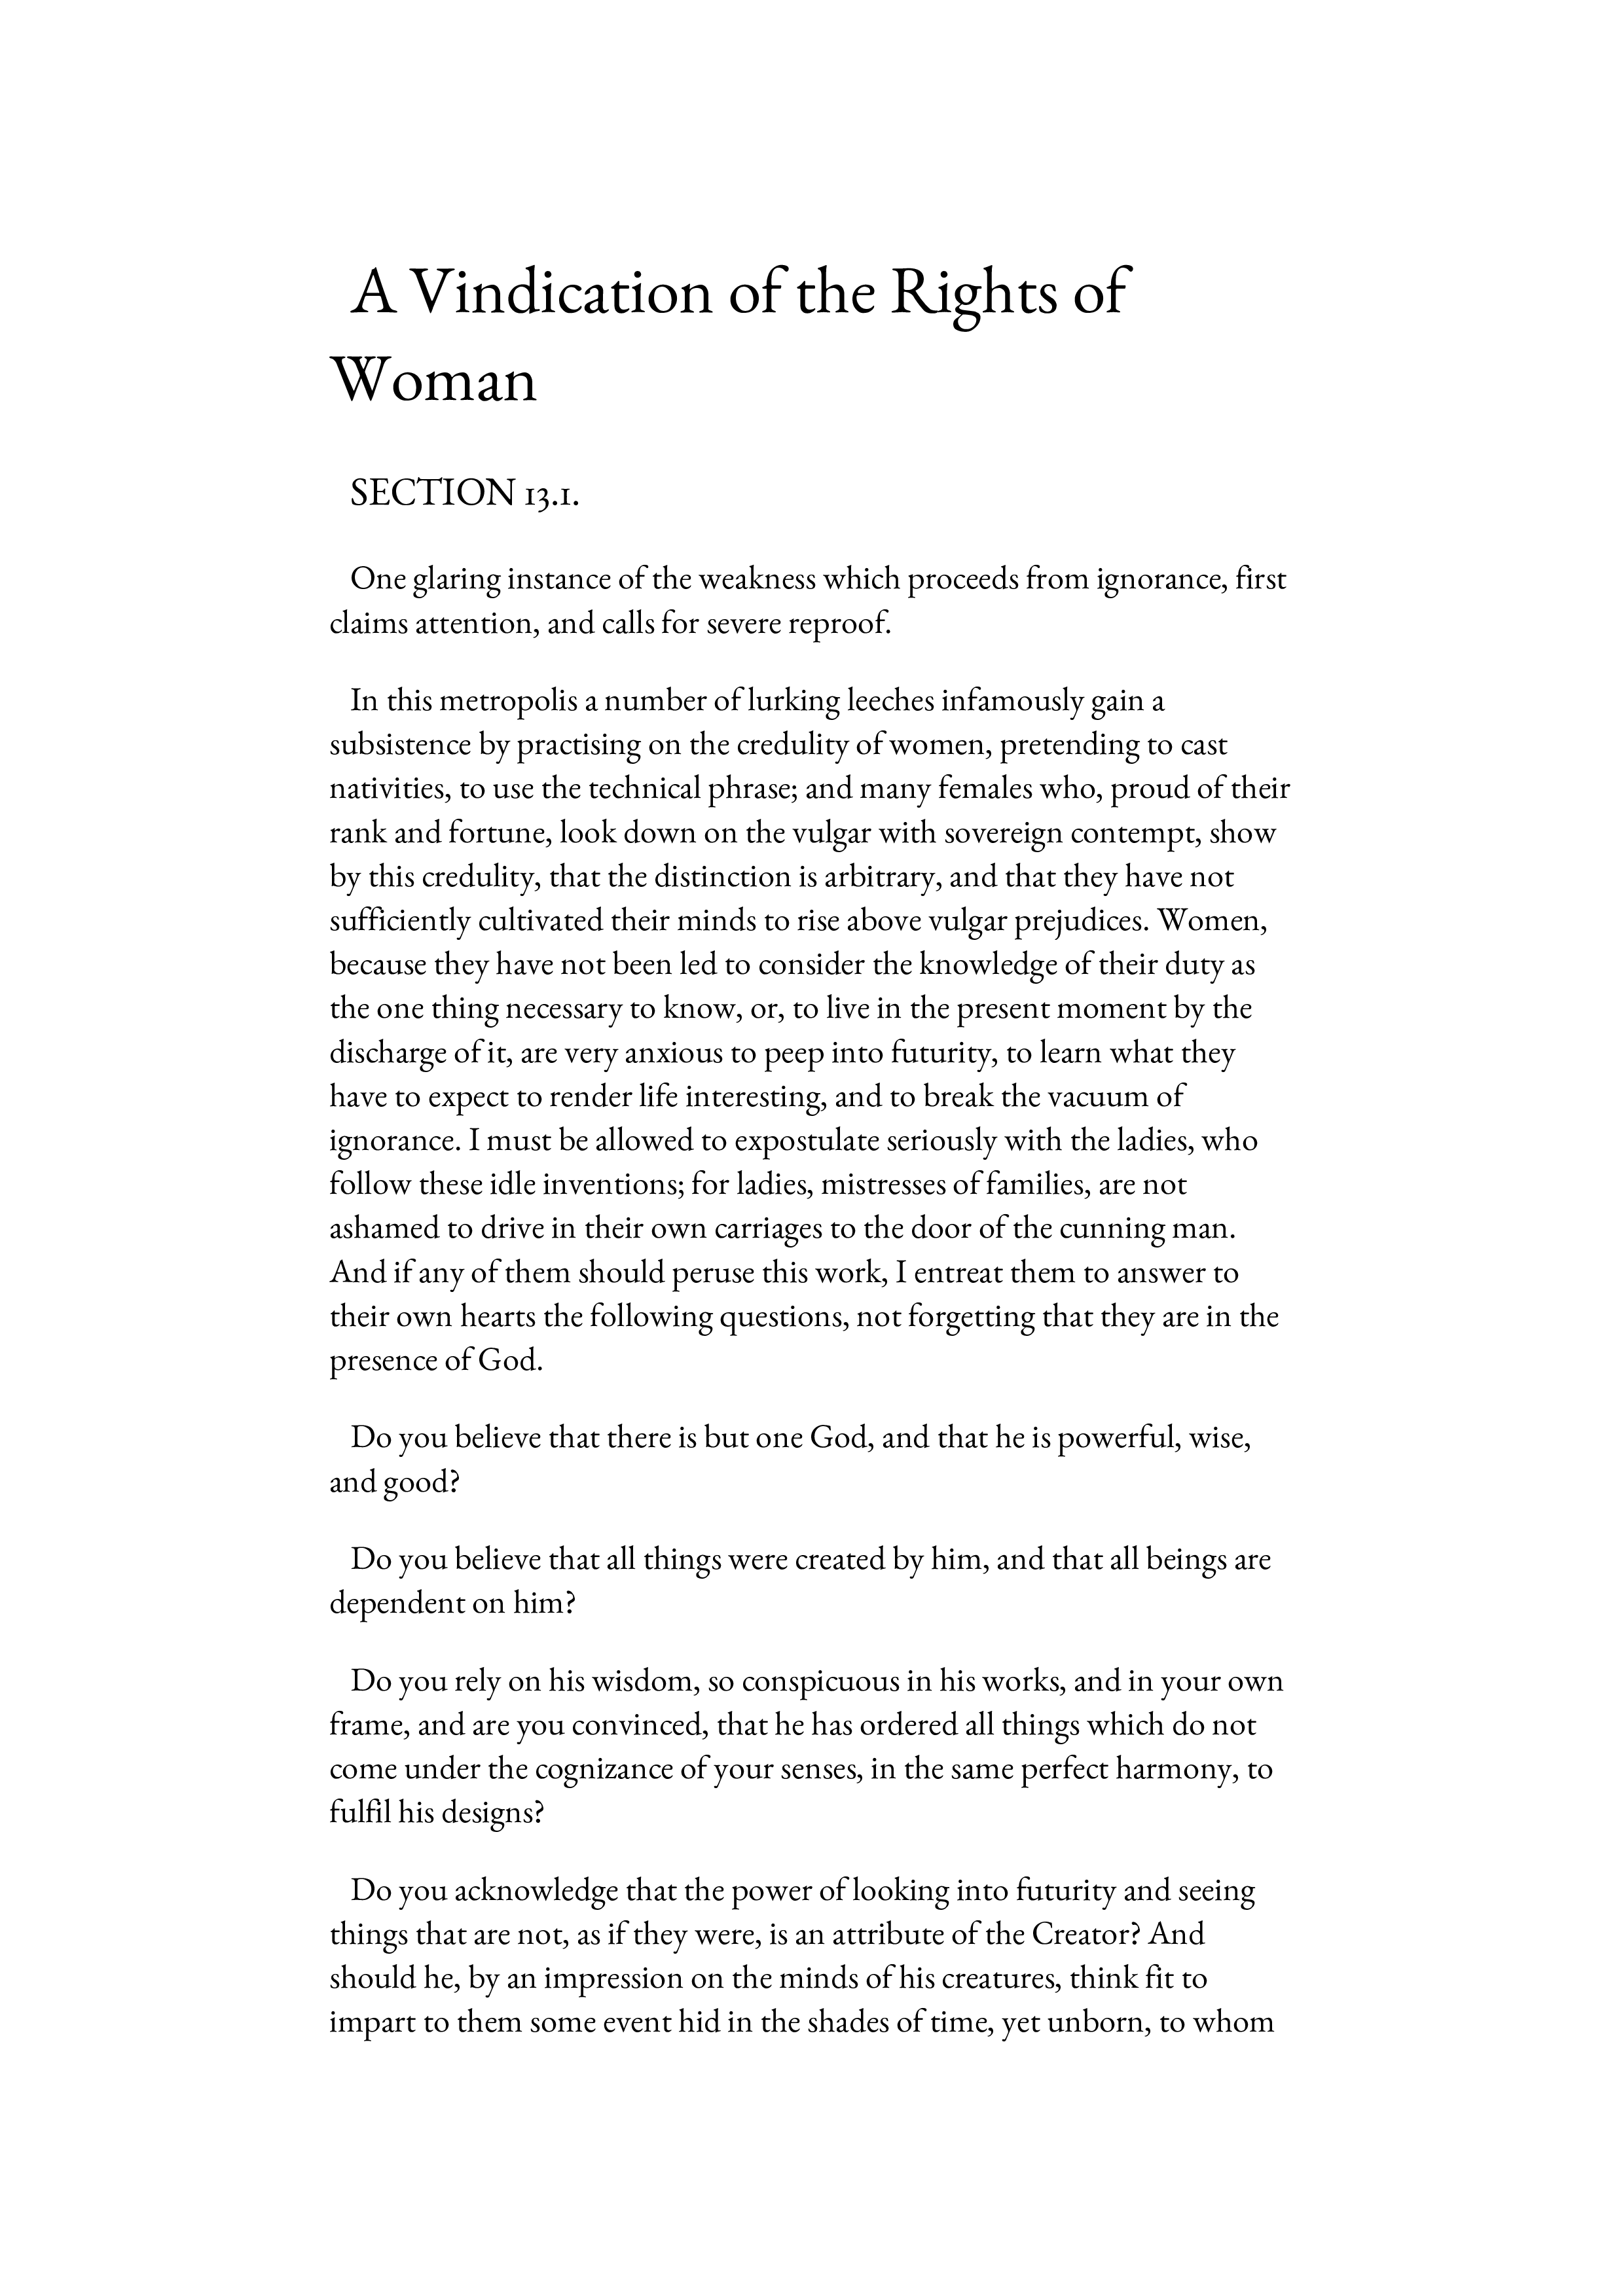 A Vindication of the Rights of
Woman
SECTION 13.1.
One glaring instance of the weakness which proceeds from ignorance, first
claims attention, and calls for severe reproof.
In this metropolis a number of lurking leeches infamously gain a
subsistence by practising on the credulity of women, pretending to cast
nativities, to use the technical phrase; and many females who, proud of their
rank and fortune, look down on the vulgar with sovereign contempt, show
by this credulity, that the distinction is arbitrary, and that they have not
sufficiently cultivated their minds to rise above vulgar prejudices. Women,
because they have not been led to consider the knowledge of their duty as
the one thing necessary to know, or, to live in the present moment by the
discharge of it, are very anxious to peep into futurity, to learn what they
have to expect to render life interesting, and to break the vacuum of
ignorance. I must be allowed to expostulate seriously with the ladies, who
follow these idle inventions; for ladies, mistresses of families, are not
ashamed to drive in their own carriages to the door of the cunning man.
And if any of them should peruse this work, I entreat them to answer to
their own hearts the following questions, not forgetting that they are in the
presence of God.
Do you believe that there is but one God, and that he is powerful, wise,
and good?
Do you believe that all things were created by him, and that all beings are
dependent on him?
Do you rely on his wisdom, so conspicuous in his works, and in your own
frame, and are you convinced, that he has ordered all things which do not
come under the cognizance of your senses, in the same perfect harmony, to
fulfil his designs?
Do you acknowledge that the power of looking into futurity and seeing
things that are not, as if they were, is an attribute of the Creator? And
should he, by an impression on the minds of his creatures, think fit to
impart to them some event hid in the shades of time, yet unborn, to whom